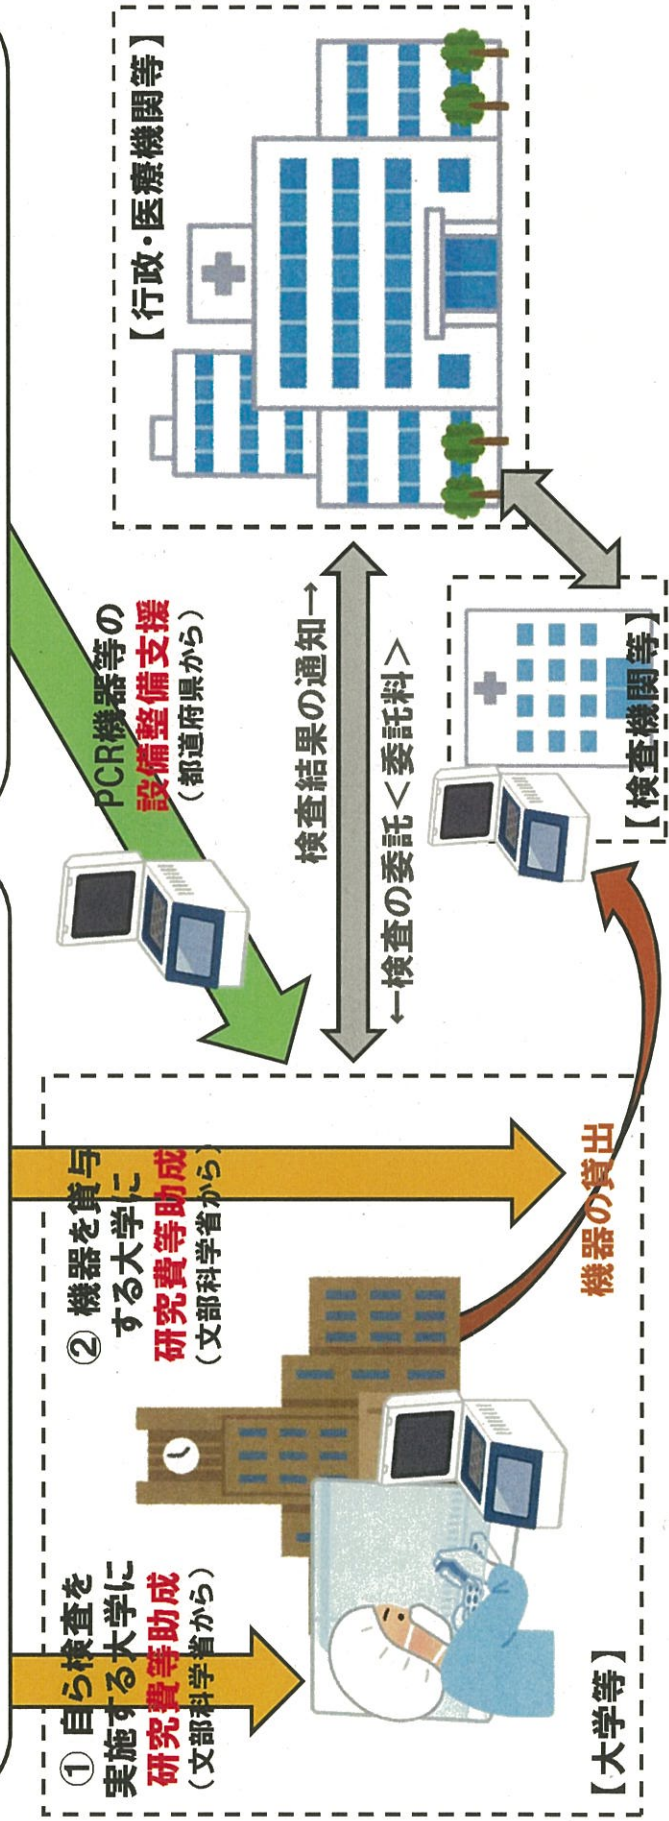 ① 自ら検査を
実施する大学に
研究費等助成
（文部科学省から）
② 機器を貸与
する大学に
研究費等助成
（文部科学省から）
PCR機器等の
設備整備支援
（都道府県から）
【行政・医療機関等】
検査結果の通知→
←検査の委託＜委託料＞
機器の貸出
【検査機関等】
【大学等】